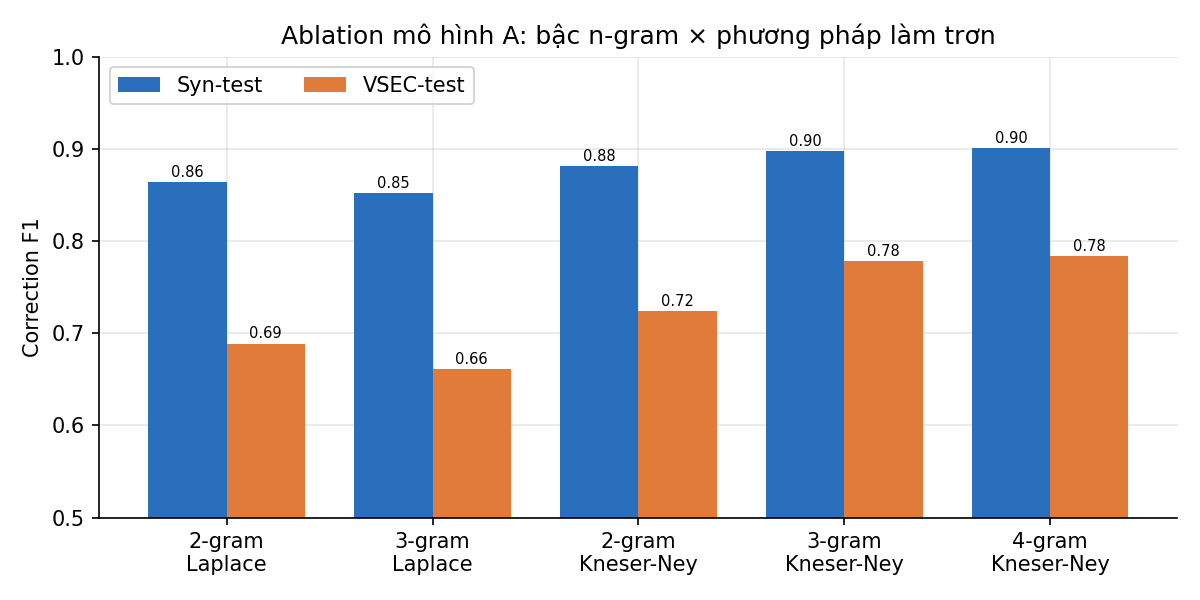 Ablation mô hình A: bậc n-gram × phương pháp làm trơn
Syn-test
VSEC-test
Correction F1
1.0
0.9
0.8
0.7
0.6
0.5
0.86
0.69
0.85
0.66
0.88
0.72
0.90
0.78
0.90
0.78
2-gram
Laplace
3-gram
Laplace
2-gram
Kneser-Ney
3-gram
Kneser-Ney
4-gram
Kneser-Ney